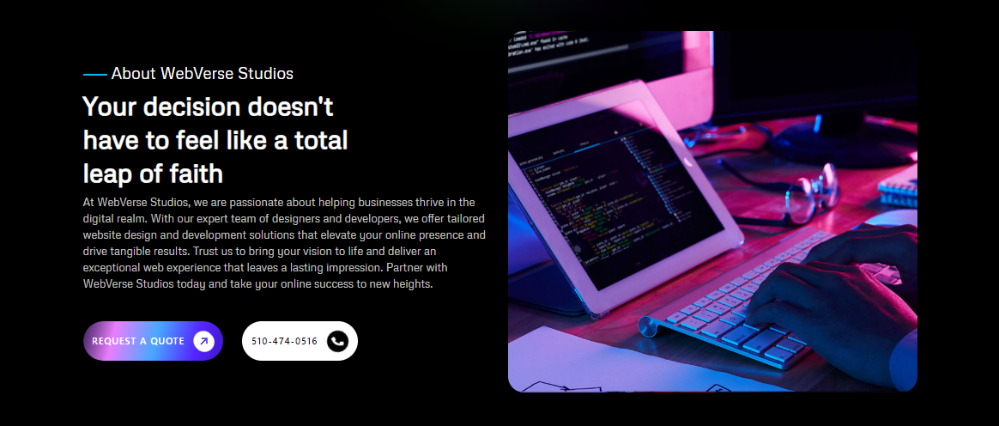 About WebVerse Studios
Your decision doesn't
have to feel like a total
leap of faith
At WebVerse Studios, we are passionate about helping businesses thrive in the
digital realm. With our expert team of designers and developers, we offer tailored
website design and development solutions that elevate your online presence and
drive tangible results. Trust us to bring your vision to life and deliver an
exceptional web experience that leaves a lasting impression. Partner with
WebVerse Studios today and take your online success to new heights.
REQUEST A QUOTE
510-474-0516